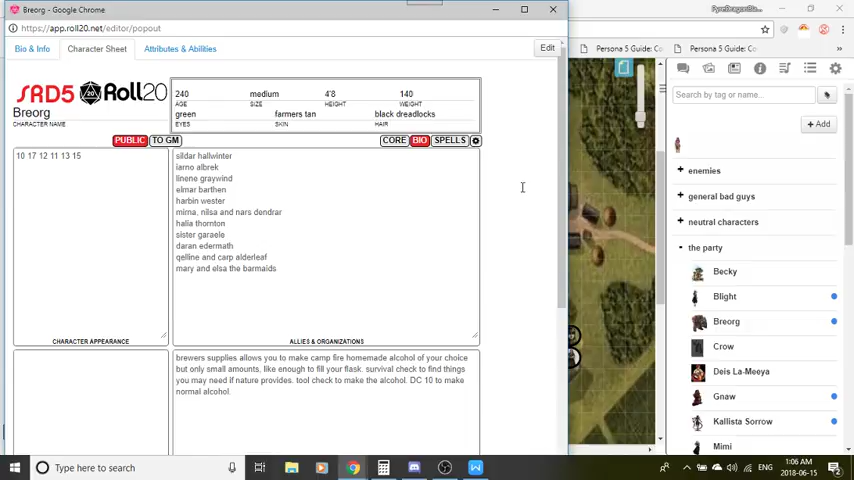 Breorg - Google Chrome
https://app.roll20.net/editor/popout
Bio & Info Character Sheet Attributes & Abilities Edit
SRD5 Roll20
Breorg
CHARACTER NAME
240 medium 4'8 140
AGE SIZE HEIGHT WEIGHT
green farmers tan black dreadlocks
EYES SKIN HAIR
PUBLIC TO GM CORE BIO SPELLS
10 17 12 11 13 15
CHARACTER APPEARANCE
sildar hallwinter
iarno albrek
linene graywind
elmar barthen
harbin wester
mirna, nilsa and nars dendrar
halia thornton
sister garaele
daran edermath
qelline and carp alderleaf
mary and elsa the barmaids
ALLIES & ORGANIZATIONS
brewers supplies allows you to make camp fire homemade alcohol of your choice
but only small amounts, like enough to fill your flask. survival check to find things
you may need if nature provides. tool check to make the alcohol. DC 10 to make
normal alcohol.
Persona 5 Guide: Co Persona 5 Guide: Co
Search by tag or name...
+ Add
+ enemies
+ general bad guys
+ neutral characters
- the party
Becky
Blight
Breorg
Crow
Deis La-Meeya
Gnaw
Kallista Sorrow
Mimi
Type here to search
ENG
1:06 AM
2018-06-15